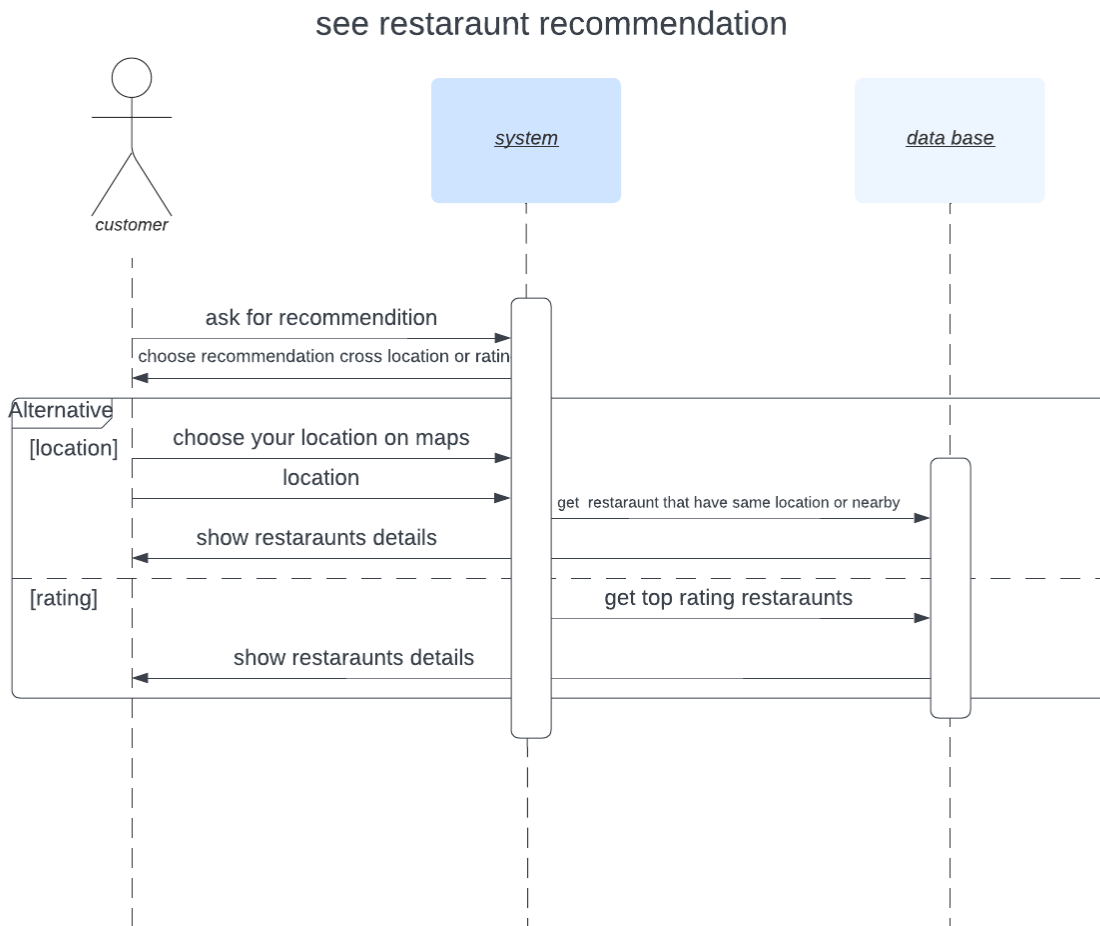 see restaraunt recommendation
system
data base
customer
ask for recommendition
choose recommendation cross location or ratin
Alternative
[location]
choose your location on maps
location
get restaraunt that have same location or nearby
show restaraunts details
[rating]
get top rating restaraunts
show restaraunts details